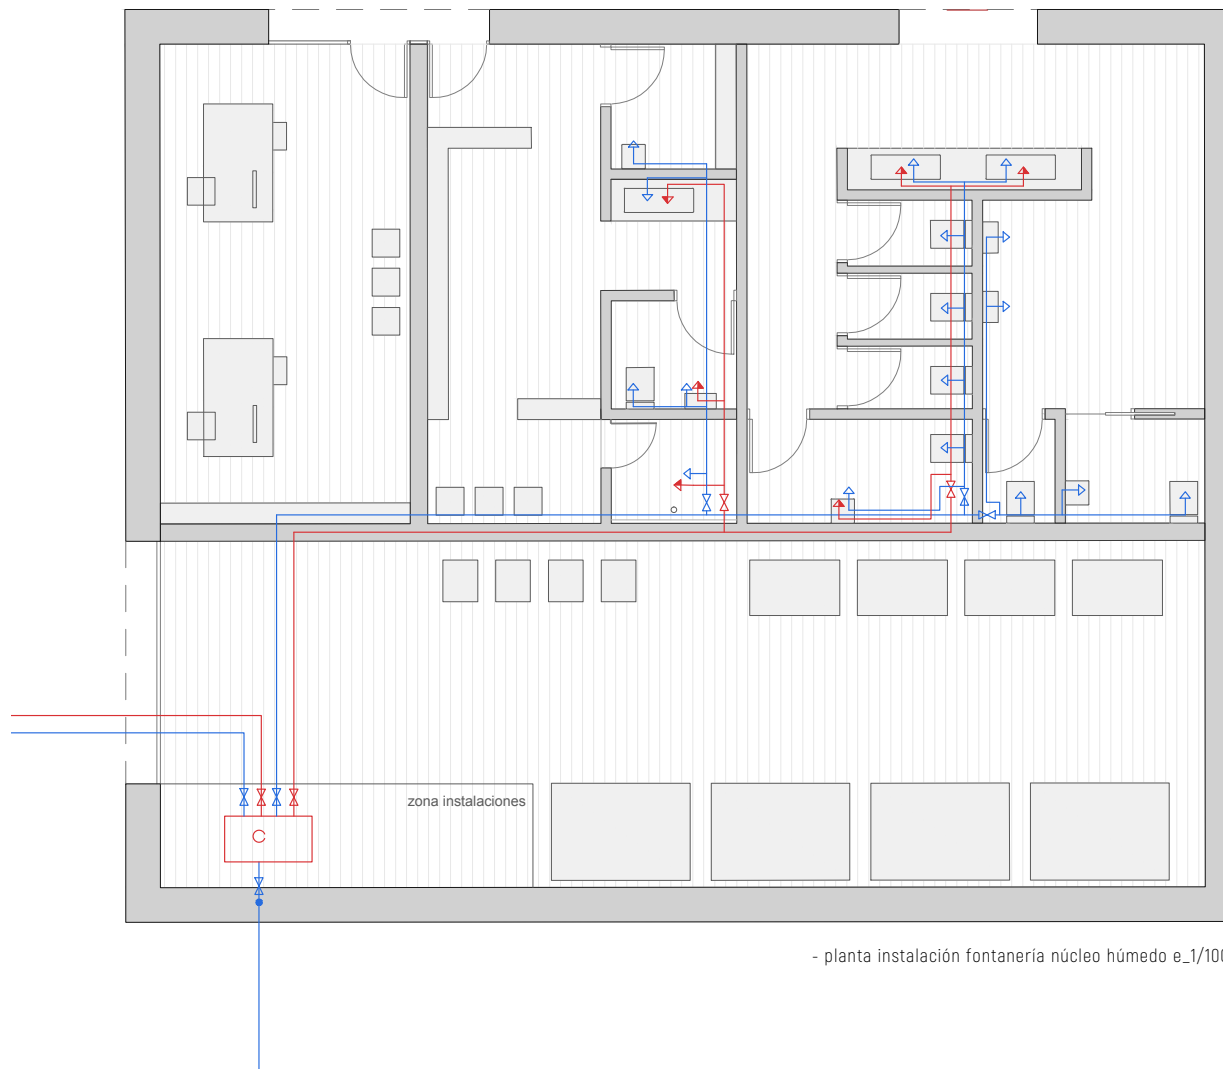 zona instalaciones
C
- planta instalación fontanería núcleo húmedo e_1/100